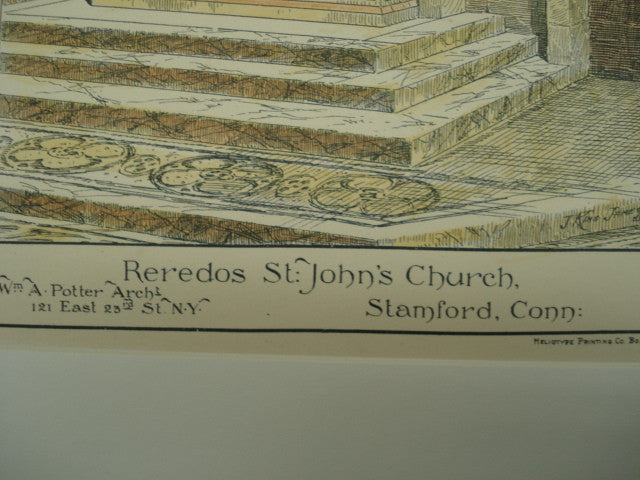 Reredos St: John's Church,
Stamford, Conn:
Wm A. Potter Archt
121 East 23rd St. N.Y.
Heliotype Printing Co. Bo